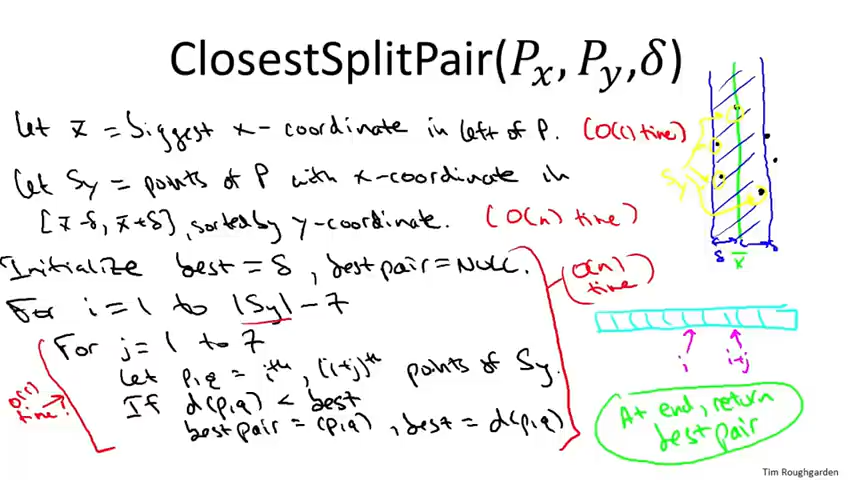 ClosestSplitPair(Pₓ, Pᵧ,δ)
Let x̄ = biggest x-coordinate in left of P. (O(1) time)
Let Sy = points of P with x-coordinate in
[x̄-δ, x̄+δ], sorted by y-coordinate. (O(n) time)
Initialize best = δ, best pair = NULL.
For i = 1 to |Sy| - 7
For j = 1 to 7
Let p,q = iᵗʰ, (i+j)ᵗʰ points of Sy.
If d(p,q) < best
best pair = (p,q), best = d(p,q)
O(1)
time!
O(n)
time
Sy
δ x̄ δ
i i+j
At end, return
best pair
Tim Roughgarden